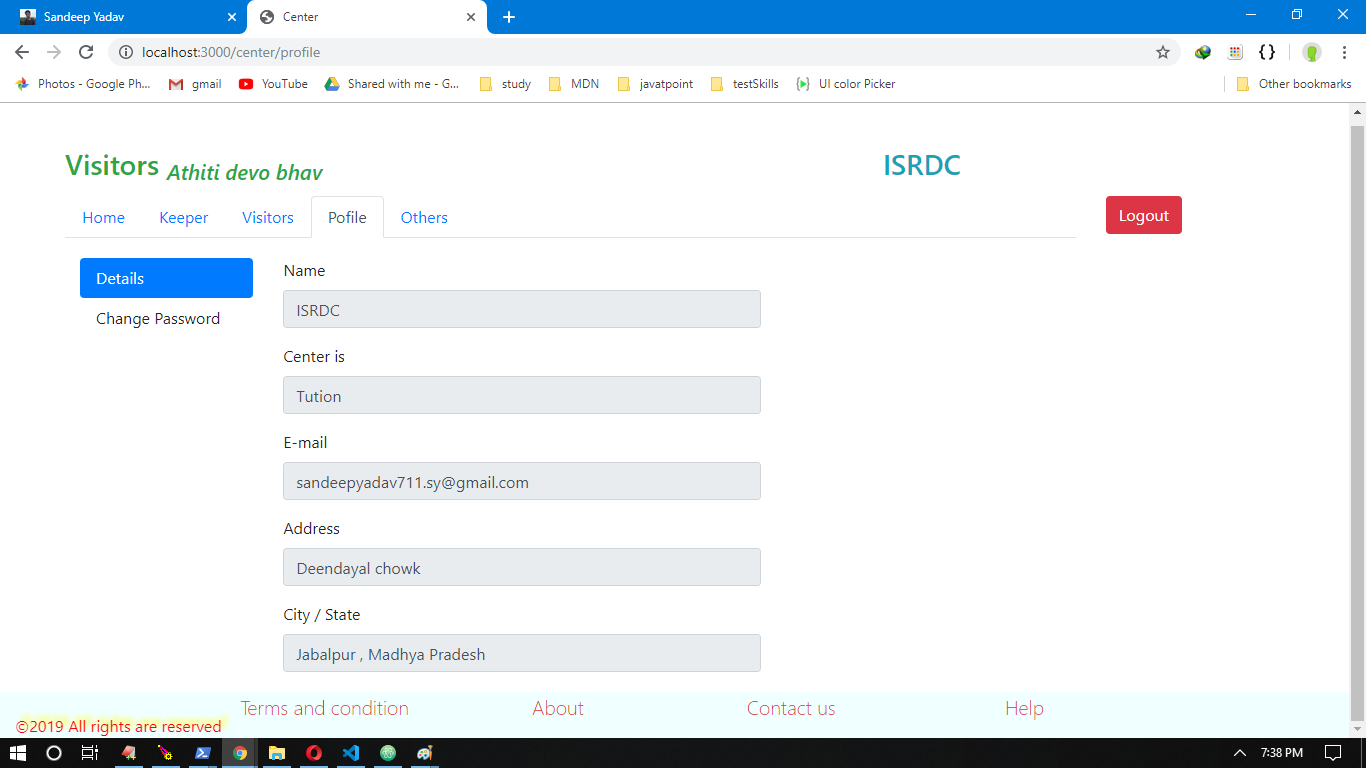 Sandeep Yadav Center
localhost:3000/center/profile
Photos - Google Ph... gmail YouTube Shared with me - G... study MDN javatpoint testSkills UI color Picker Other bookmarks
Visitors Athiti devo bhav ISRDC
Home Keeper Visitors Pofile Others Logout
Details
Change Password
Name
ISRDC
Center is
Tution
E-mail
sandeepyadav711.sy@gmail.com
Address
Deendayal chowk
City / State
Jabalpur , Madhya Pradesh
Terms and condition About Contact us Help
©2019 All rights are reserved
7:38 PM